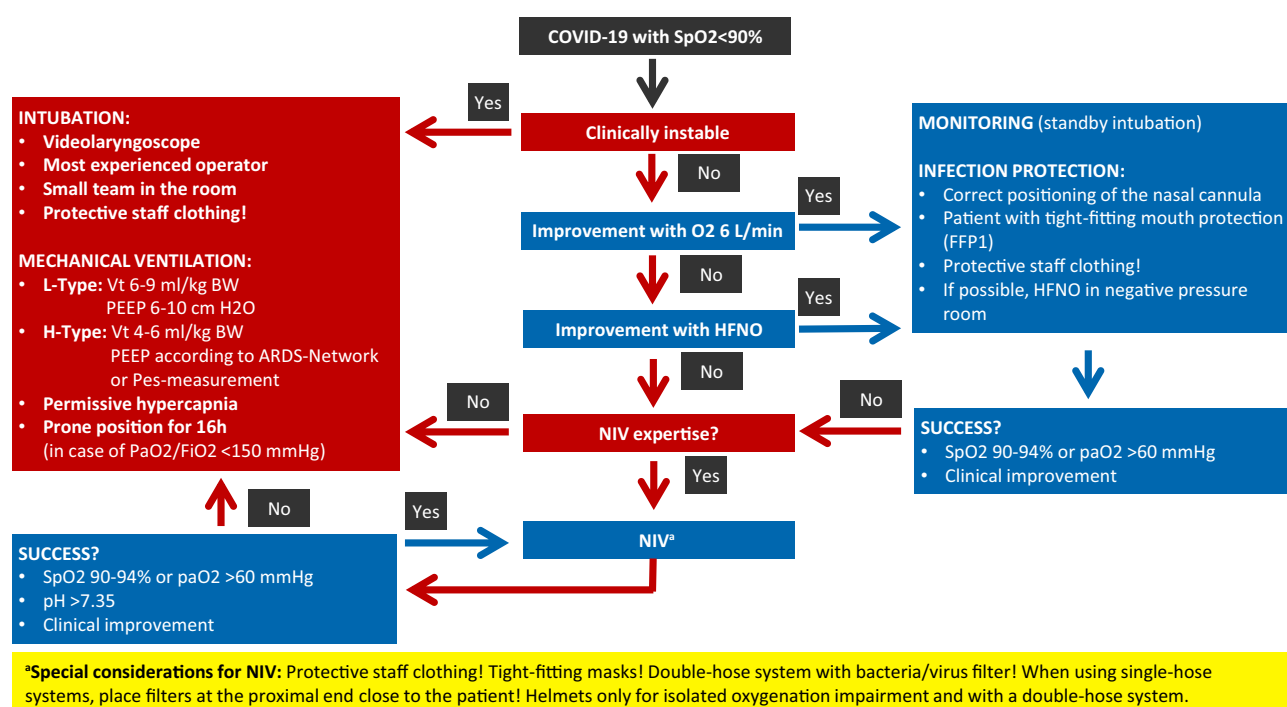 COVID-19 with SpO2<90%
Yes
Clinically instable
No
INTUBATION:
• Videolaryngoscope
• Most experienced operator
• Small team in the room
• Protective staff clothing!
MECHANICAL VENTILATION:
• L-Type: Vt 6-9 ml/kg BW
PEEP 6-10 cm H2O
• H-Type: Vt 4-6 ml/kg BW
PEEP according to ARDS-Network
or Pes-measurement
• Permissive hypercapnia
• Prone position for 16h
(in case of PaO2/FiO2 <150 mmHg)
Improvement with O2 6 L/min
Yes
No
Improvement with HFNO
Yes
No
MONITORING (standby intubation)
INFECTION PROTECTION:
• Correct positioning of the nasal cannula
• Patient with tight-fitting mouth protection
(FFP1)
• Protective staff clothing!
• If possible, HFNO in negative pressure
room
SUCCESS?
• SpO2 90-94% or paO2 >60 mmHg
• Clinical improvement
No
NIV expertise?
No
Yes
NIVª
Yes
No
SUCCESS?
• SpO2 90-94% or paO2 >60 mmHg
• pH >7.35
• Clinical improvement
ªSpecial considerations for NIV: Protective staff clothing! Tight-fitting masks! Double-hose system with bacteria/virus filter! When using single-hose
systems, place filters at the proximal end close to the patient! Helmets only for isolated oxygenation impairment and with a double-hose system.